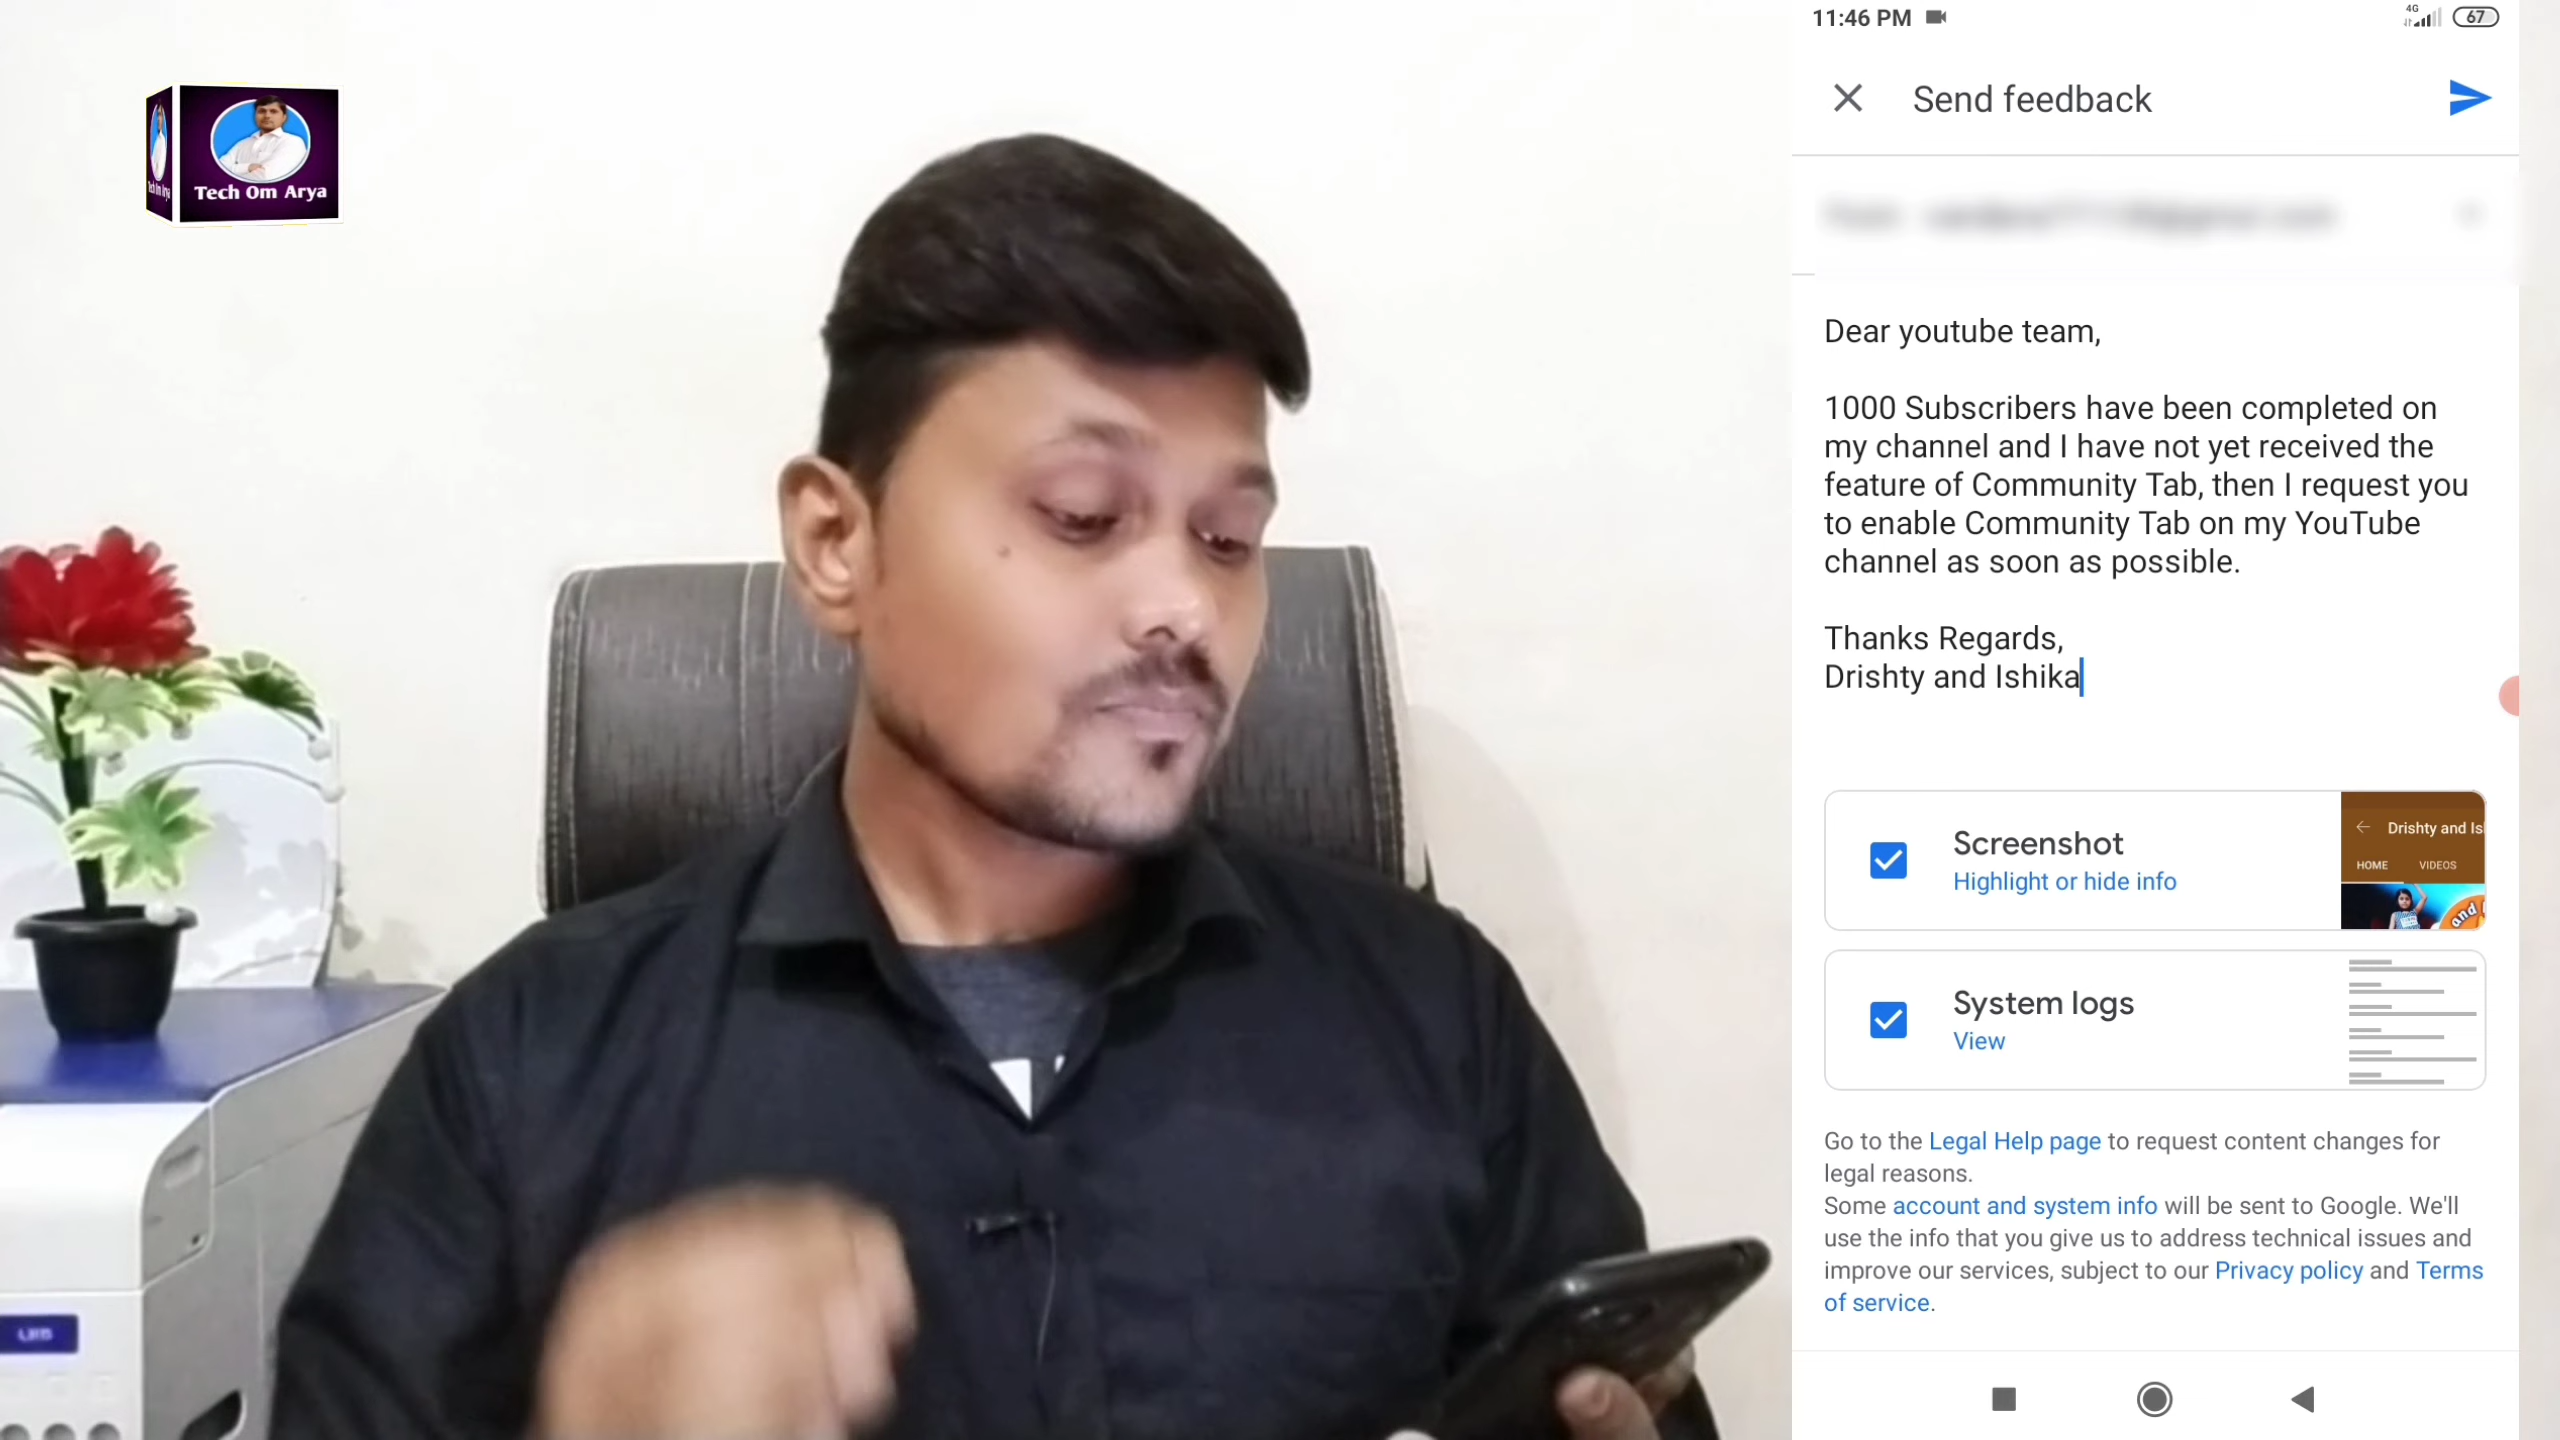 Tech Om Arya
11:46 PM
4G
67
Send feedback
Dear youtube team,
1000 Subscribers have been completed on
my channel and I have not yet received the
feature of Community Tab, then I request you
to enable Community Tab on my YouTube
channel as soon as possible.
Thanks Regards,
Drishty and Ishika
Screenshot
Highlight or hide info
Drishty and Is
HOME VIDEOS
and
System logs
View
Go to the Legal Help page to request content changes for
legal reasons.
Some account and system info will be sent to Google. We'll
use the info that you give us to address technical issues and
improve our services, subject to our Privacy policy and Terms
of service.